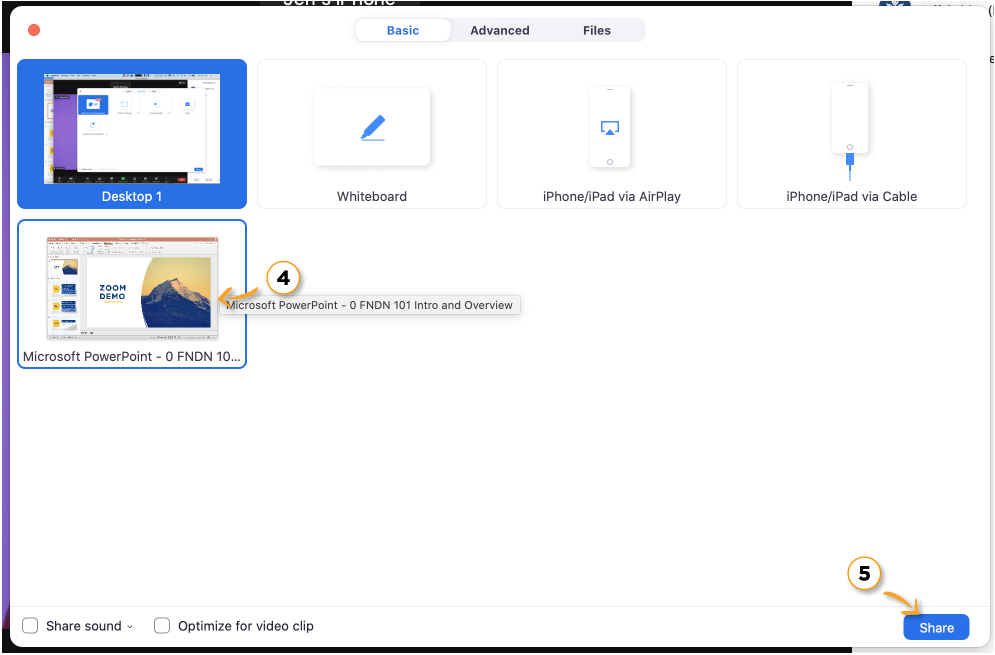 Jen's iPhone
Basic
Advanced
Files
Desktop 1
Whiteboard
iPhone/iPad via AirPlay
iPhone/iPad via Cable
ZOOM
DEMO
4
Microsoft PowerPoint - 0 FNDN 101 Intro and Overview
Microsoft PowerPoint - 0 FNDN 10...
5
Share sound
Optimize for video clip
Share